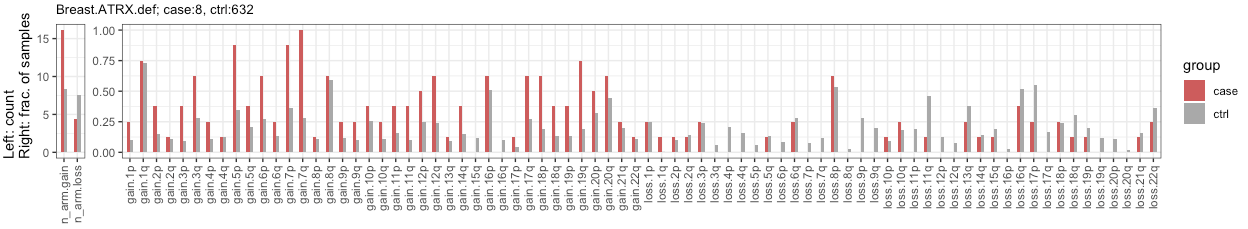 Breast.ATRX.def; case:8, ctrl:632
Left: count
Right: frac. of samples
15
10
5
0
n_arm.gain
n_arm.loss
1.00
0.75
0.50
0.25
0.00
gain.1p
gain.1q
gain.2p
gain.2q
gain.3p
gain.3q
gain.4p
gain.4q
gain.5p
gain.5q
gain.6p
gain.6q
gain.7p
gain.7q
gain.8p
gain.8q
gain.9p
gain.9q
gain.10p
gain.10q
gain.11p
gain.11q
gain.12p
gain.12q
gain.13q
gain.14q
gain.15q
gain.16p
gain.16q
gain.17p
gain.17q
gain.18p
gain.18q
gain.19p
gain.19q
gain.20p
gain.20q
gain.21q
gain.22q
loss.1p
loss.1q
loss.2p
loss.2q
loss.3p
loss.3q
loss.4p
loss.4q
loss.5p
loss.5q
loss.6p
loss.6q
loss.7p
loss.7q
loss.8p
loss.8q
loss.9p
loss.9q
loss.10p
loss.10q
loss.11p
loss.11q
loss.12p
loss.12q
loss.13q
loss.14q
loss.15q
loss.16p
loss.16q
loss.17p
loss.17q
loss.18p
loss.18q
loss.19p
loss.19q
loss.20p
loss.20q
loss.21q
loss.22q
group
case
ctrl